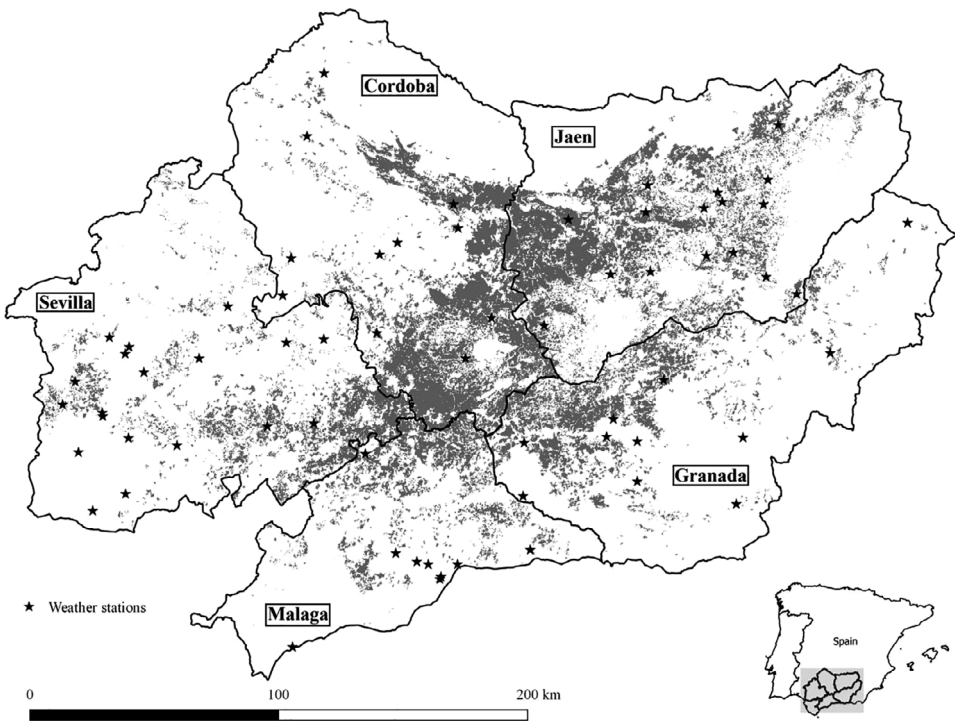 Cordoba
Jaen
Sevilla
Granada
Weather stations
Malaga
Spain
0 100 200 km